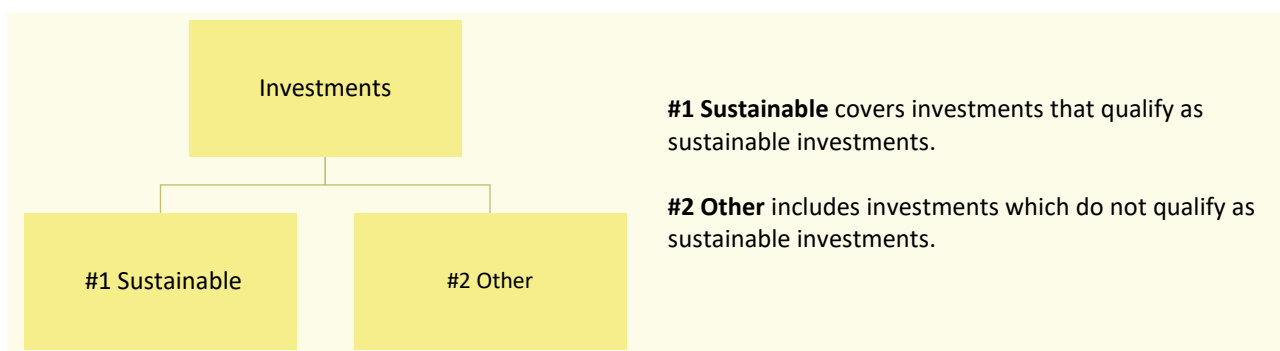 Investments
#1 Sustainable
#2 Other
#1 Sustainable covers investments that qualify as
sustainable investments.
#2 Other includes investments which do not qualify as
sustainable investments.